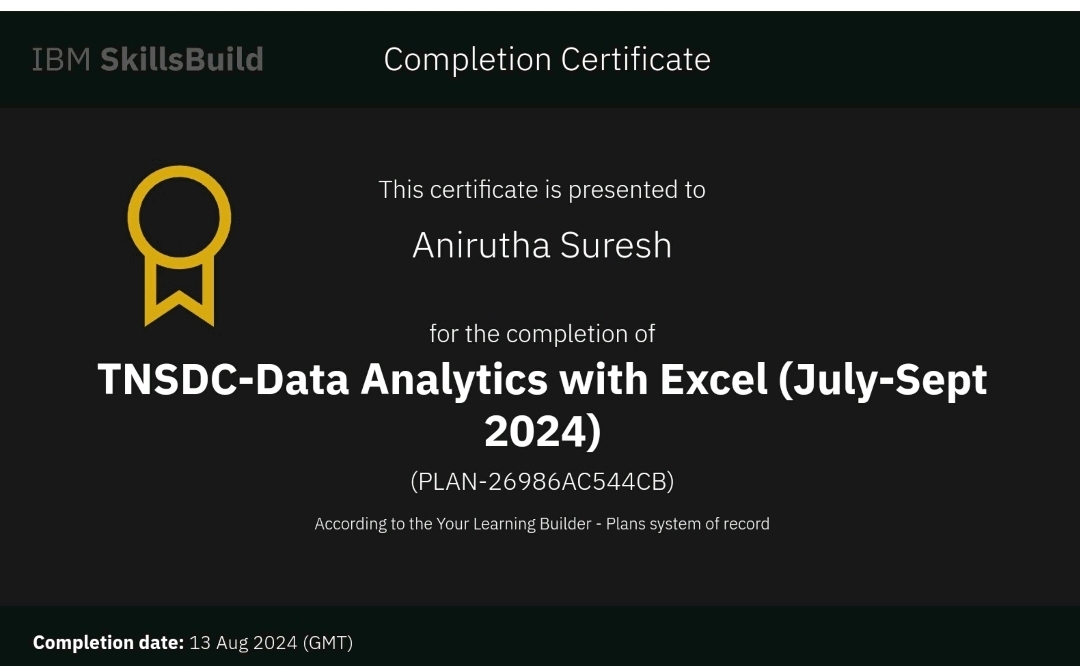 IBM SkillsBuild
Completion Certificate
This certificate is presented to
Anirutha Suresh
for the completion of
TNSDC-Data Analytics with Excel (July-Sept
2024)
(PLAN-26986AC544CB)
According to the Your Learning Builder - Plans system of record
Completion date: 13 Aug 2024 (GMT)